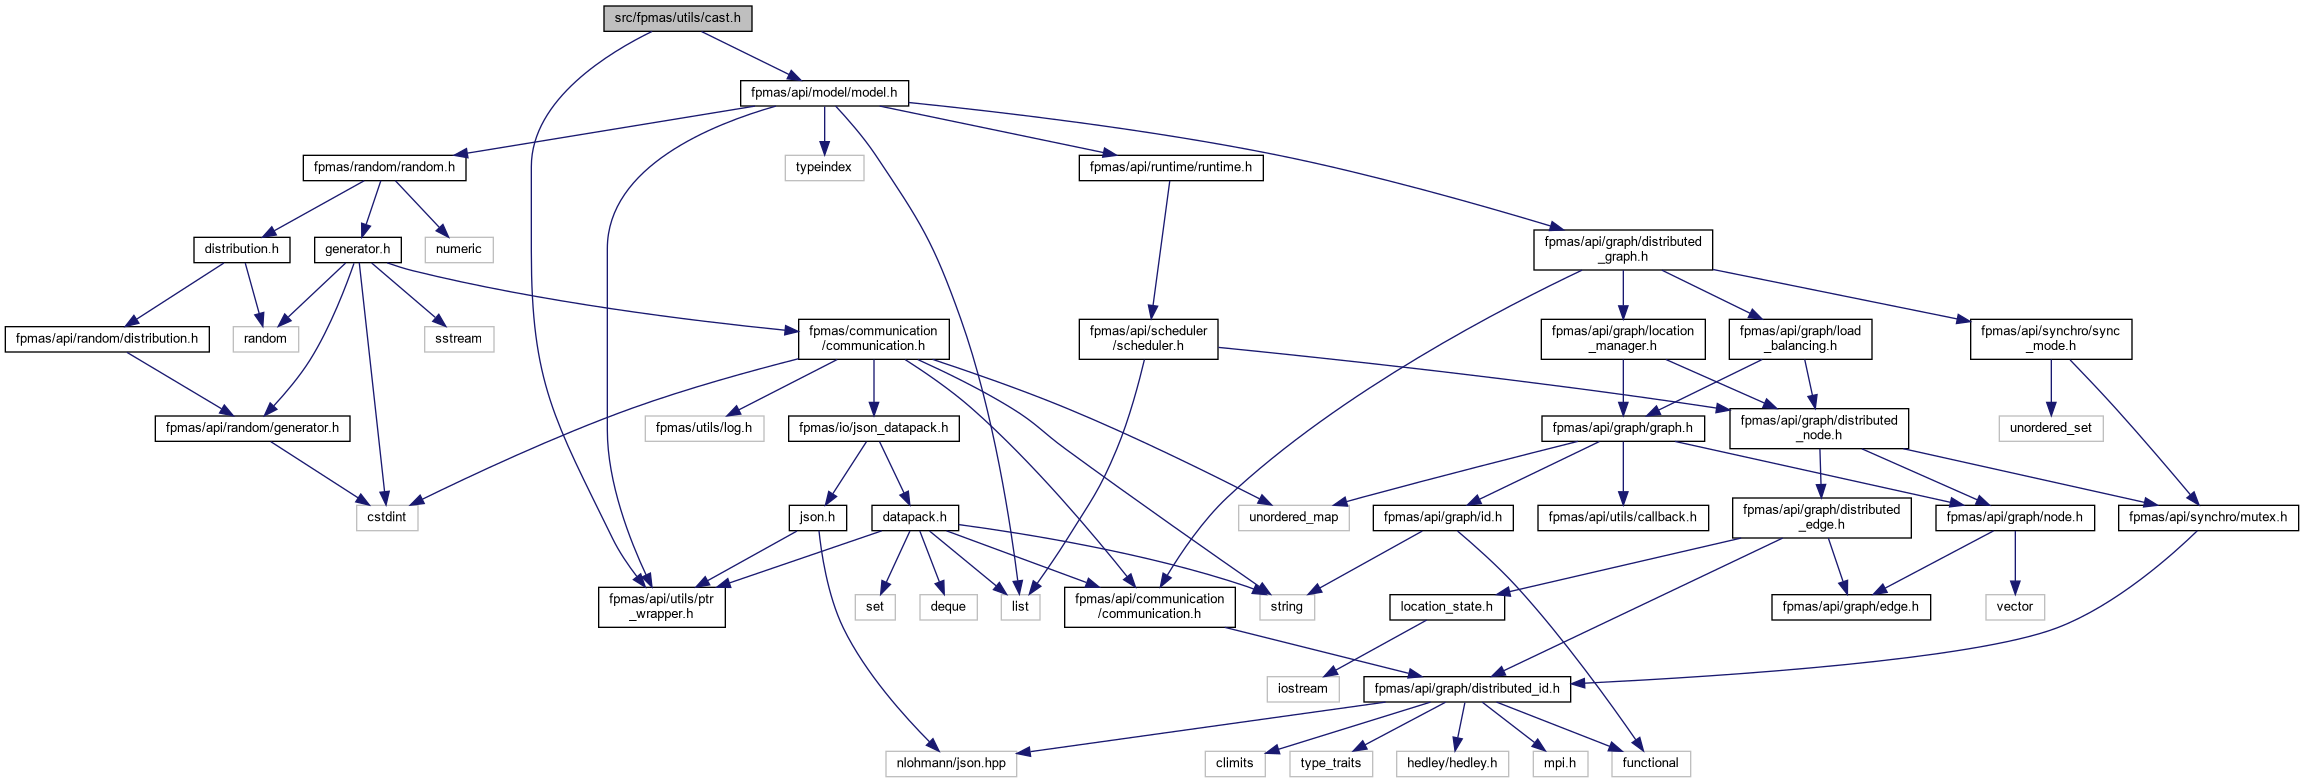 src/fpmas/utils/cast.h
fpmas/api/model/model.h
fpmas/random/random.h
typeindex
fpmas/api/runtime/runtime.h
distribution.h
generator.h
numeric
fpmas/api/graph/distributed
_graph.h
fpmas/api/random/distribution.h
random
sstream
fpmas/communication
/communication.h
fpmas/api/scheduler
/scheduler.h
fpmas/api/graph/location
_manager.h
fpmas/api/graph/load
_balancing.h
fpmas/api/synchro/sync
_mode.h
fpmas/api/random/generator.h
fpmas/utils/log.h
fpmas/io/json_datapack.h
fpmas/api/graph/graph.h
fpmas/api/graph/distributed
_node.h
unordered_set
cstdint
json.h
datapack.h
unordered_map
fpmas/api/graph/id.h
fpmas/api/utils/callback.h
fpmas/api/graph/distributed
_edge.h
fpmas/api/graph/node.h
fpmas/api/synchro/mutex.h
fpmas/api/utils/ptr
_wrapper.h
set
deque
list
fpmas/api/communication
/communication.h
string
location_state.h
fpmas/api/graph/edge.h
vector
iostream
fpmas/api/graph/distributed_id.h
nlohmann/json.hpp
climits
type_traits
hedley/hedley.h
mpi.h
functional